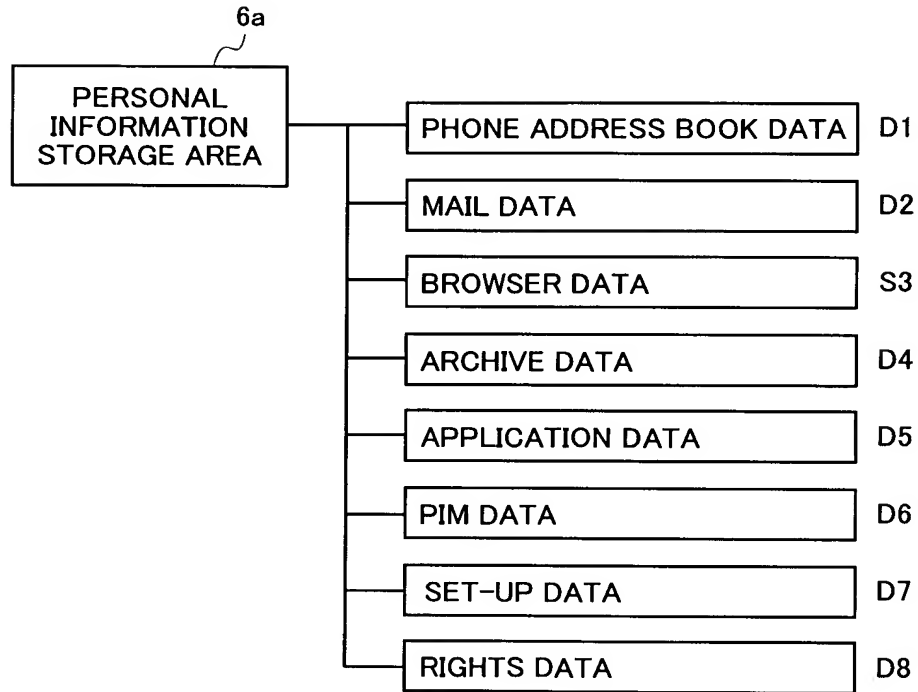 6a
PERSONAL
INFORMATION
STORAGE AREA
PHONE ADDRESS BOOK DATA D1
MAIL DATA D2
BROWSER DATA S3
ARCHIVE DATA D4
APPLICATION DATA D5
PIM DATA D6
SET-UP DATA D7
RIGHTS DATA D8